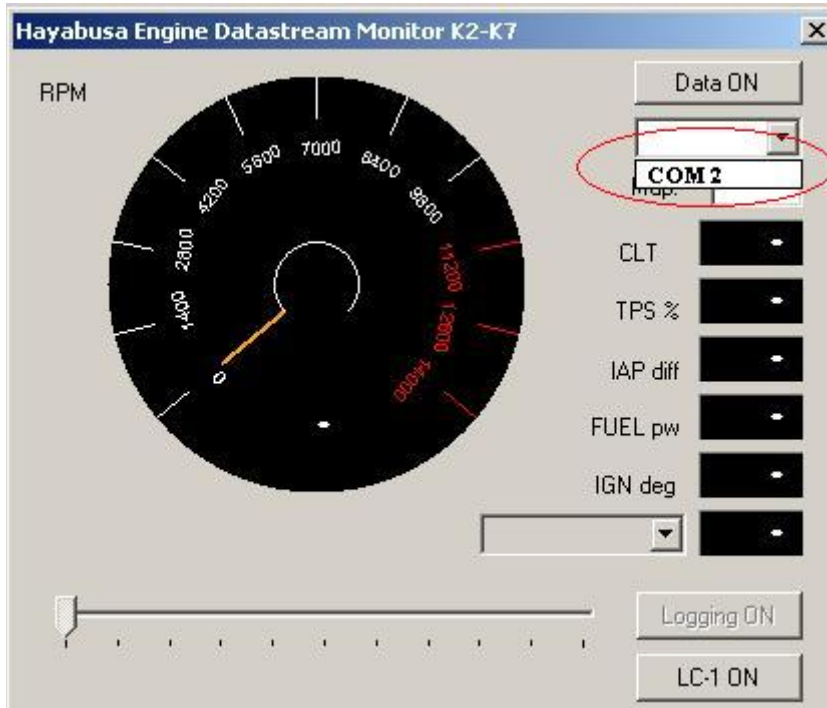 Hayabusa Engine Datastream Monitor K2-K7
RPM
Data ON
COM 2
Map:
0
1400
2800
4200
5600
7000
8400
9800
11200
12600
14000
CLT
TPS %
IAP diff
FUEL pw
IGN deg
Logging ON
LC-1 ON